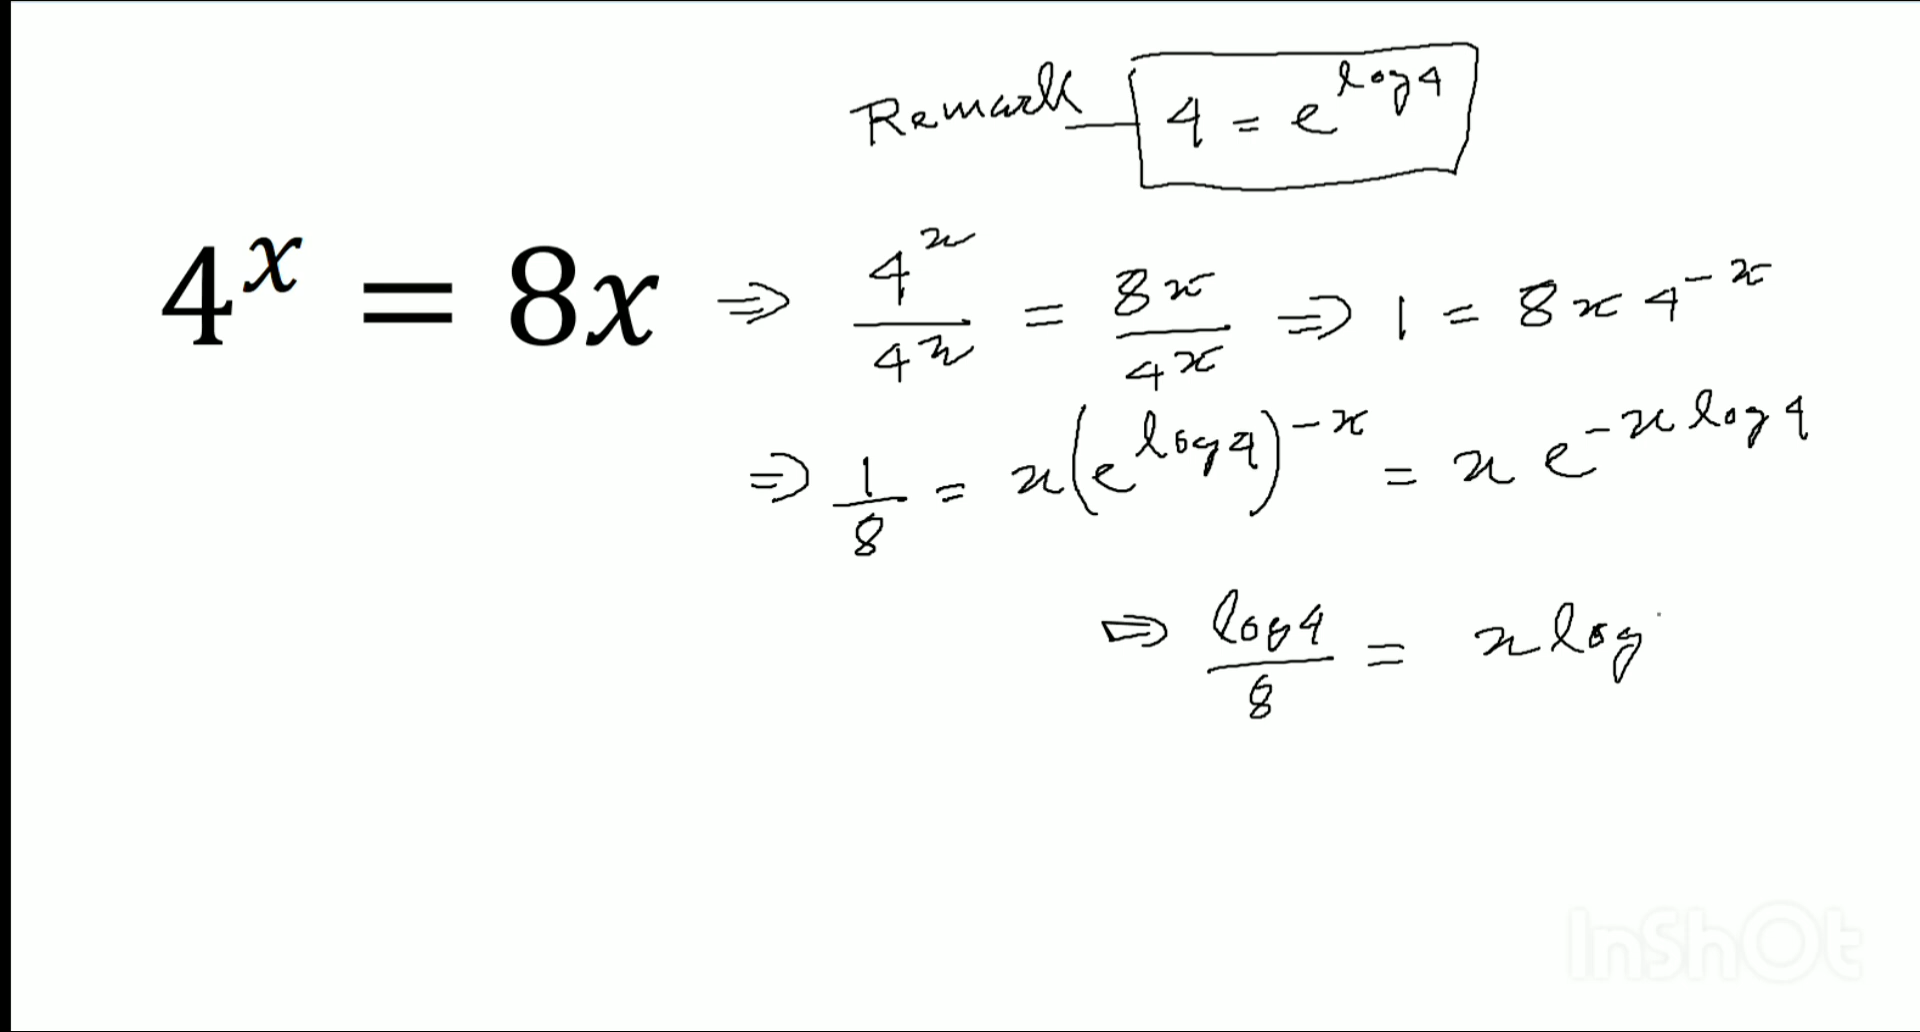 Remark 4 = e^{log 4}
4^x = 8x ⇒ 4^x / 4^x = 8x / 4^x ⇒ 1 = 8x 4^{-x}
⇒ 1/8 = x(e^{log 4})^{-x} = x e^{-x log 4}
⇒ log 4 / 8 = x log
InShOt